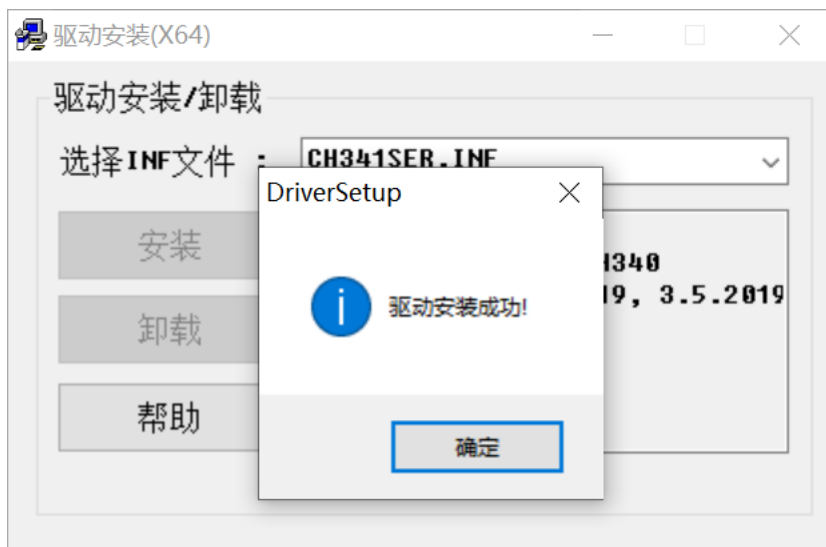 驱动安装(X64)
驱动安装/卸载
选择INF文件 :
CH341SER.INF
DriverSetup
安装
H340
19, 3.5.2019
驱动安装成功!
卸载
帮助
确定